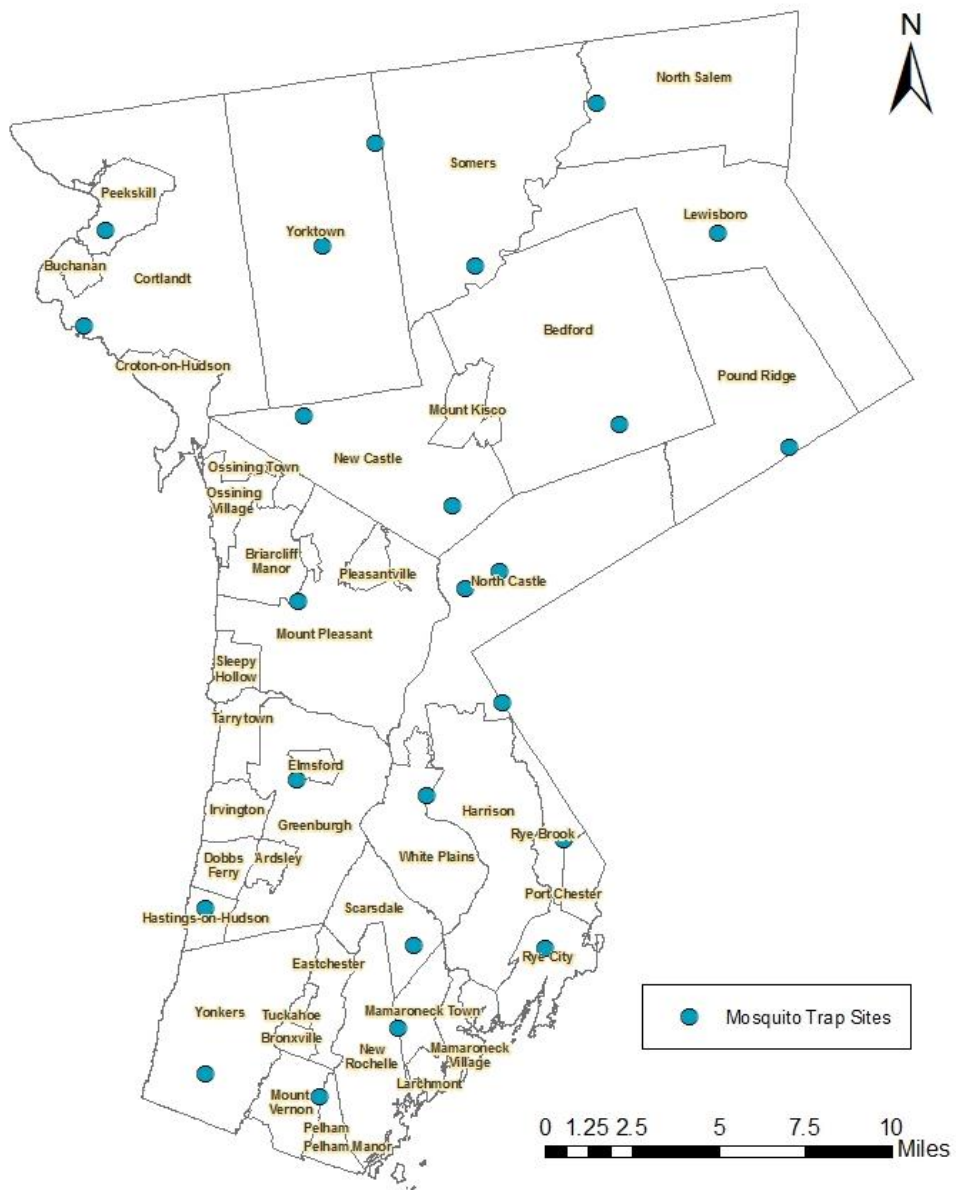 N
North Salem
Somers
Peekskill
Lewisboro
Yorktown
Buchanan
Cortlandt
Bedford
Croton-on-Hudson
Pound Ridge
Mount Kisco
New Castle
Ossining Town
Ossining
Village
Briarcliff
Manor
Pleasantville
North Castle
Mount Pleasant
Sleepy
Hollow
Tarrytown
Elmsford
Irvington
Greenburgh
Harrison
Rye Brook
Dobbs
Ferry
Ardsley
White Plains
Port Chester
Hastings-on-Hudson
Scarsdale
Rye City
Eastchester
Yonkers
Tuckahoe
Bronxville
Mamaroneck Town
New
Rochelle
Mamaroneck
Village
Larchmont
Mount
Vernon
Pelham
Pelham Manor
Mosquito Trap Sites
0 1.25 2.5 5 7.5 10
Miles